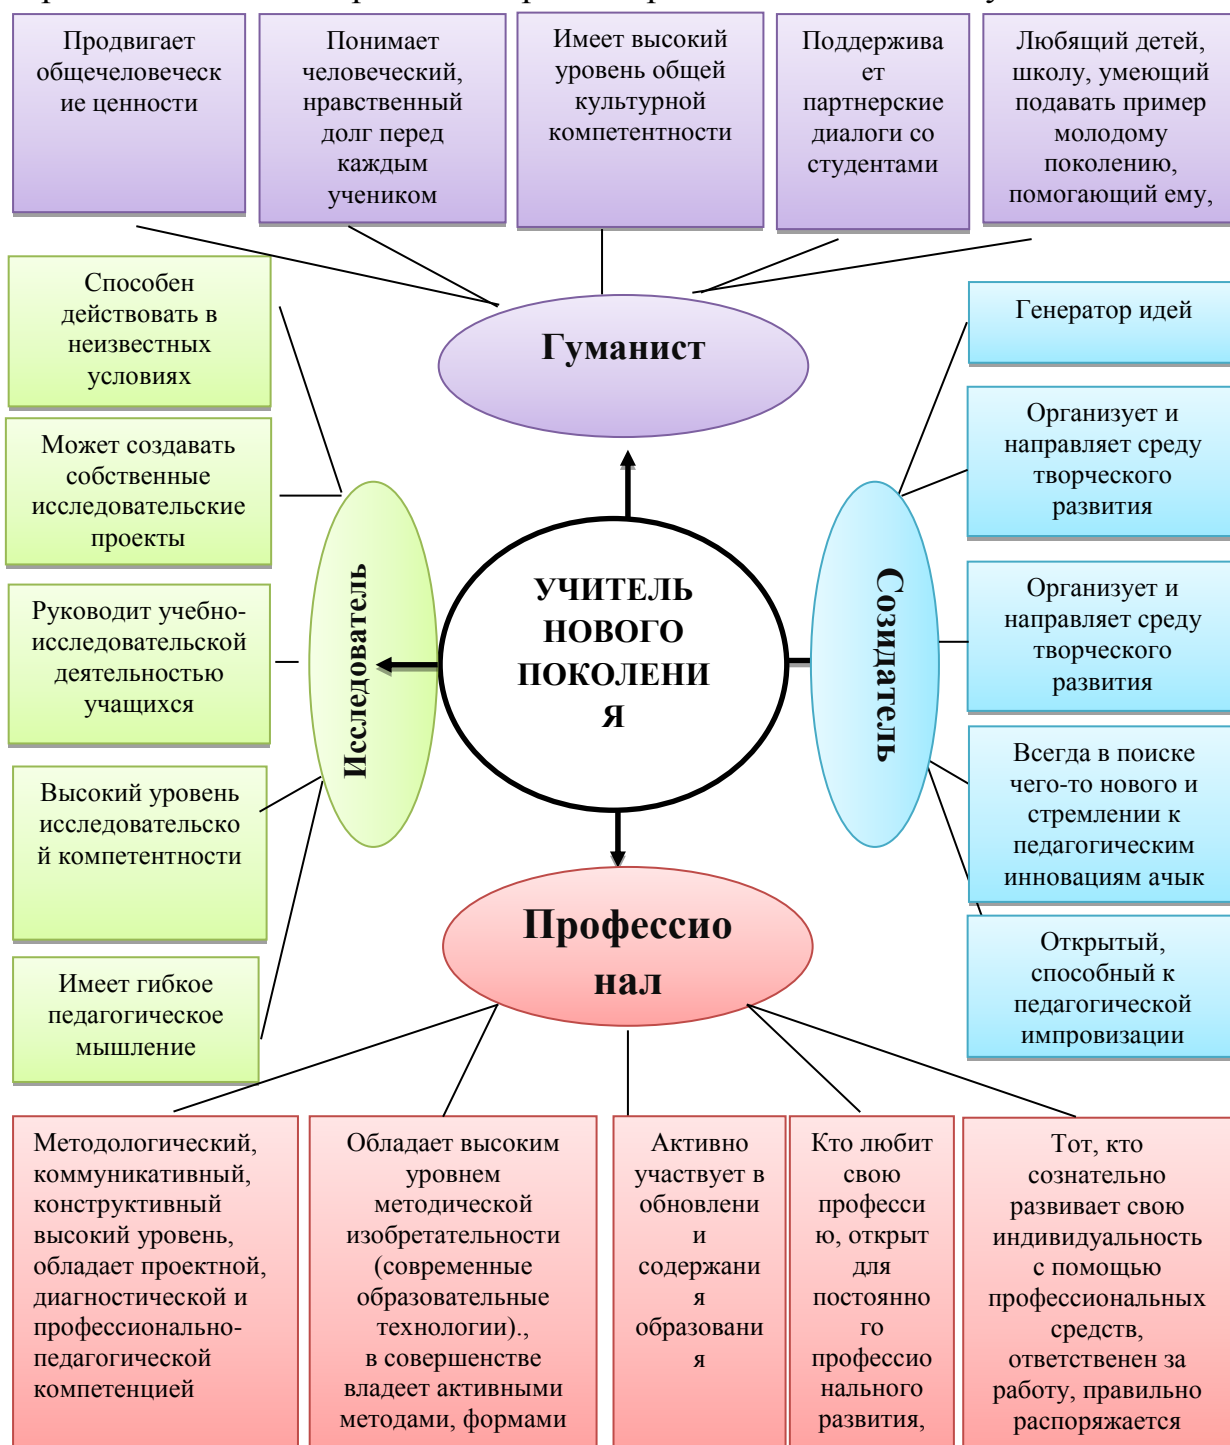 Продвигает
общечеловеческ
ие ценности
Понимает
человеческий,
нравственный
долг перед
каждым
учеником
Имеет высокий
уровень общей
культурной
компетентности
Поддержива
ет
партнерские
диалоги со
студентами
Любящий детей,
школу, умеющий
подавать пример
молодому
поколению,
помогающий ему,
Гуманист
Способен
действовать в
неизвестных
условиях
Может создавать
собственные
исследовательские
проекты
Руководит учебно-
исследовательской
деятельностью
учащихся
Высокий уровень
исследовательско
й компетентности
Имеет гибкое
педагогическое
мышление
Исследователь
УЧИТЕЛЬ
НОВОГО
ПОКОЛЕНИ
Я
Созидатель
Генератор идей
Организует и
направляет среду
творческого
развития
Организует и
направляет среду
творческого
развития
Всегда в поиске
чего-то нового и
стремлении к
педагогическим
инновациям ачык
Открытый,
способный к
педагогической
импровизации
Профессио
нал
Методологический,
коммуникативный,
конструктивный
высокий уровень,
обладает проектной,
диагностической и
профессионально-
педагогической
компетенцией
Обладает высоким
уровнем
методической
изобретательности
(современные
образовательные
технологии).,
в совершенстве
владеет активными
методами, формами
Активно
участвует в
обновлени
и
содержани
я
образовани
я
Кто любит
свою
професси
ю, открыт
для
постоянно
го
профессио
нального
развития,
Тот, кто
сознательно
развивает свою
индивидуальность
с помощью
профессиональных
средств,
ответственен за
работу, правильно
распоряжается